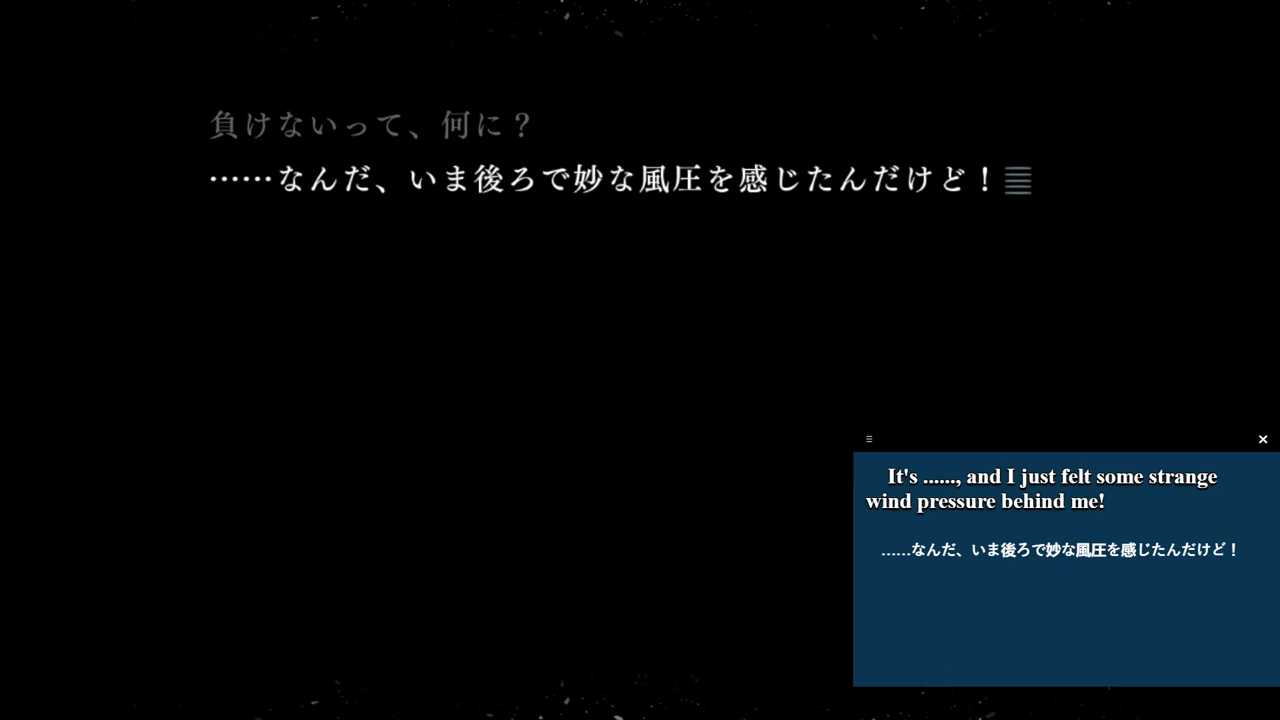 負けないって、何に？
……なんだ、いま後ろで妙な風圧を感じたんだけど！
It's ......, and I just felt some strange
wind pressure behind me!
……なんだ、いま後ろで妙な風圧を感じたんだけど！